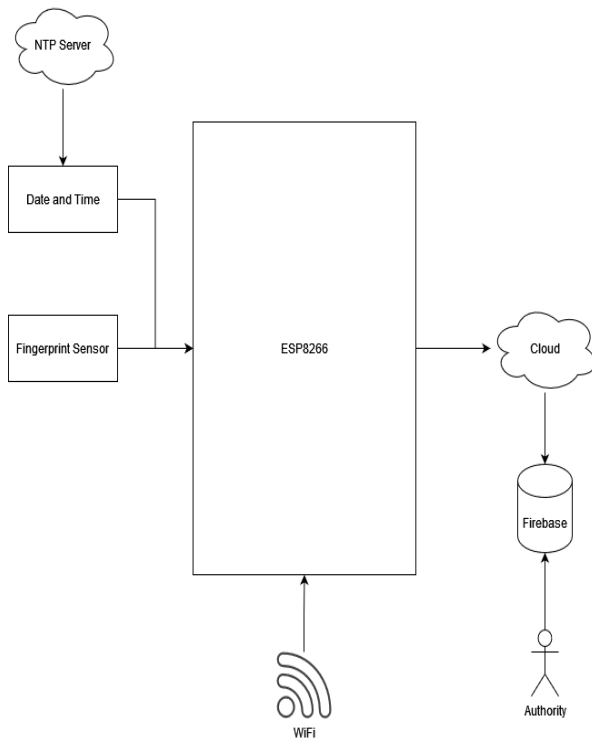 NTP Server
Date and Time
Fingerprint Sensor
ESP8266
Cloud
Firebase
Authority
WiFi